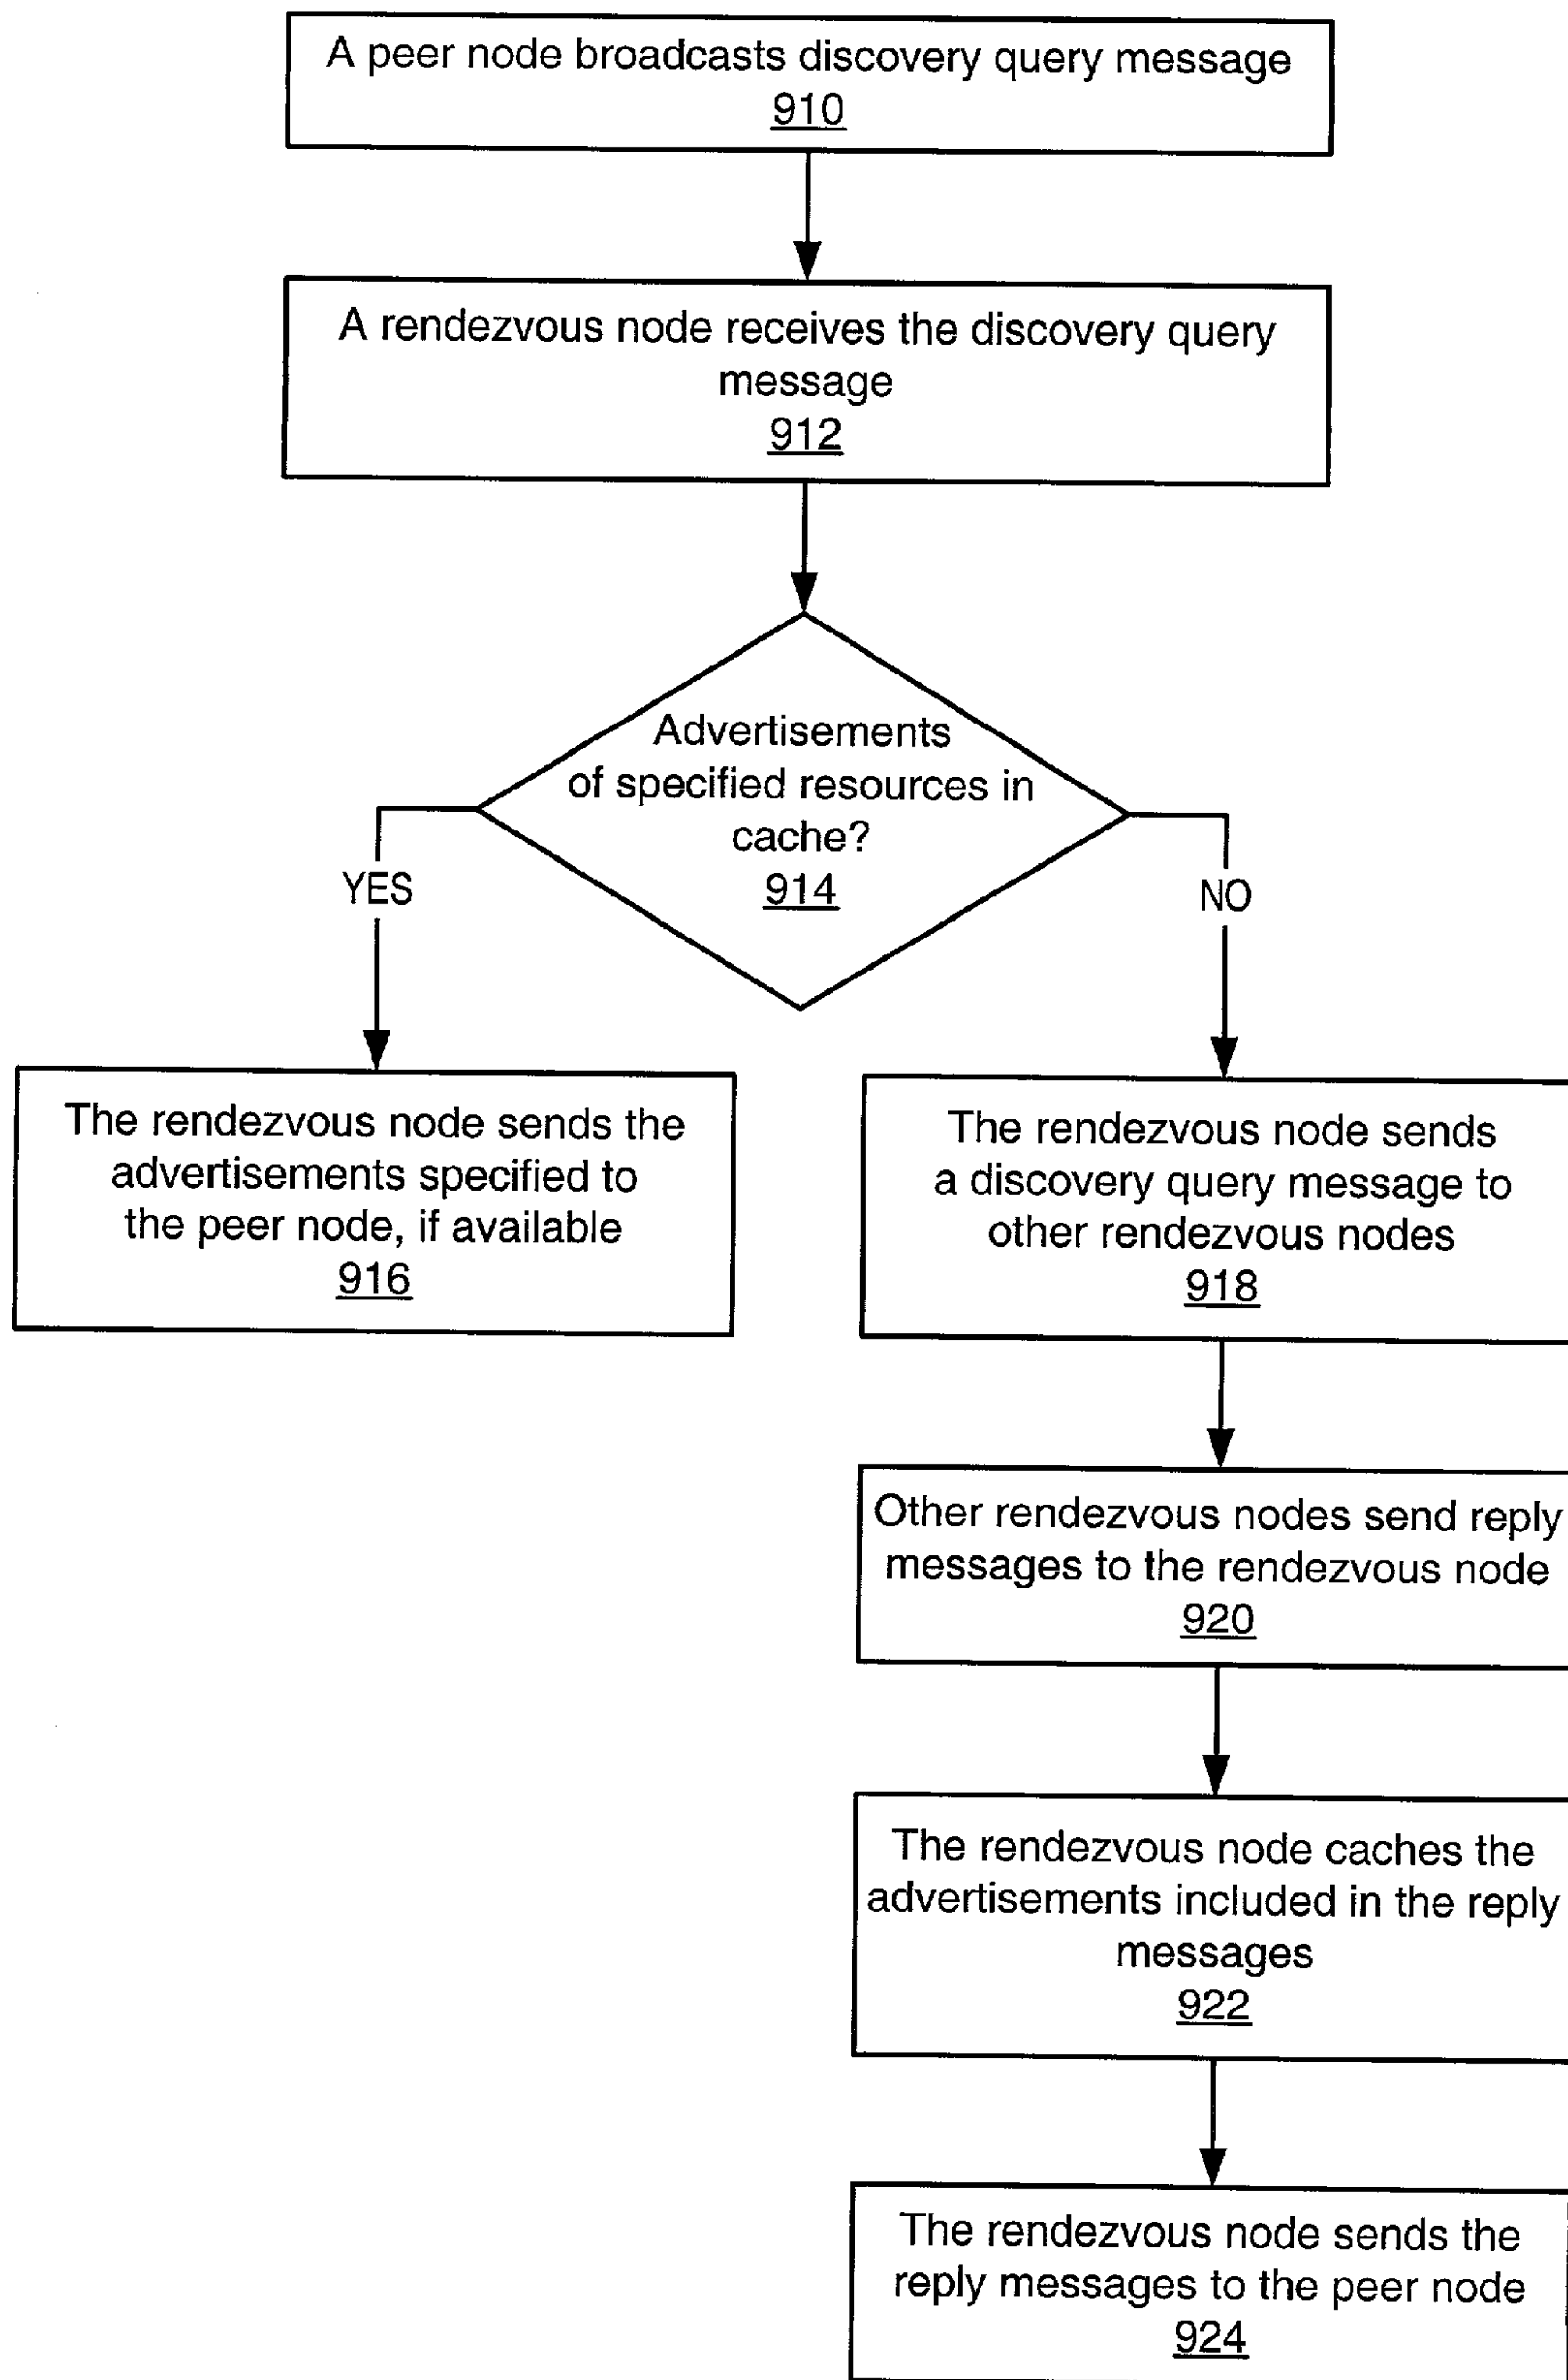 A peer node broadcasts discovery query message
910
A rendezvous node receives the discovery query
message
912
Advertisements
of specified resources in
cache?
914
YES
NO
The rendezvous node sends the
advertisements specified to
the peer node, if available
916
The rendezvous node sends
a discovery query message to
other rendezvous nodes
918
Other rendezvous nodes send reply
messages to the rendezvous node
920
The rendezvous node caches the
advertisements included in the reply
messages
922
The rendezvous node sends the
reply messages to the peer node
924